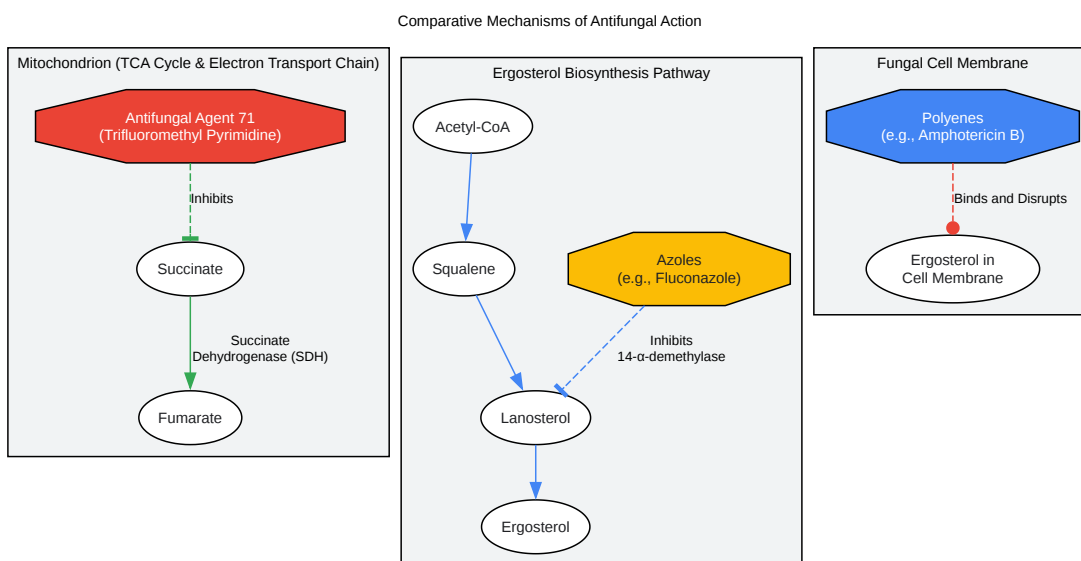 Comparative Mechanisms of Antifungal Action
Mitochondrion (TCA Cycle & Electron Transport Chain)
Antifungal Agent 71
(Trifluoromethyl Pyrimidine)
Inhibits
Succinate
Succinate
Dehydrogenase (SDH)
Fumarate
Ergosterol Biosynthesis Pathway
Acetyl-CoA
Squalene
Azoles
(e.g., Fluconazole)
Inhibits
14-α-demethylase
Lanosterol
Ergosterol
Fungal Cell Membrane
Polyenes
(e.g., Amphotericin B)
Binds and Disrupts
Ergosterol in
Cell Membrane